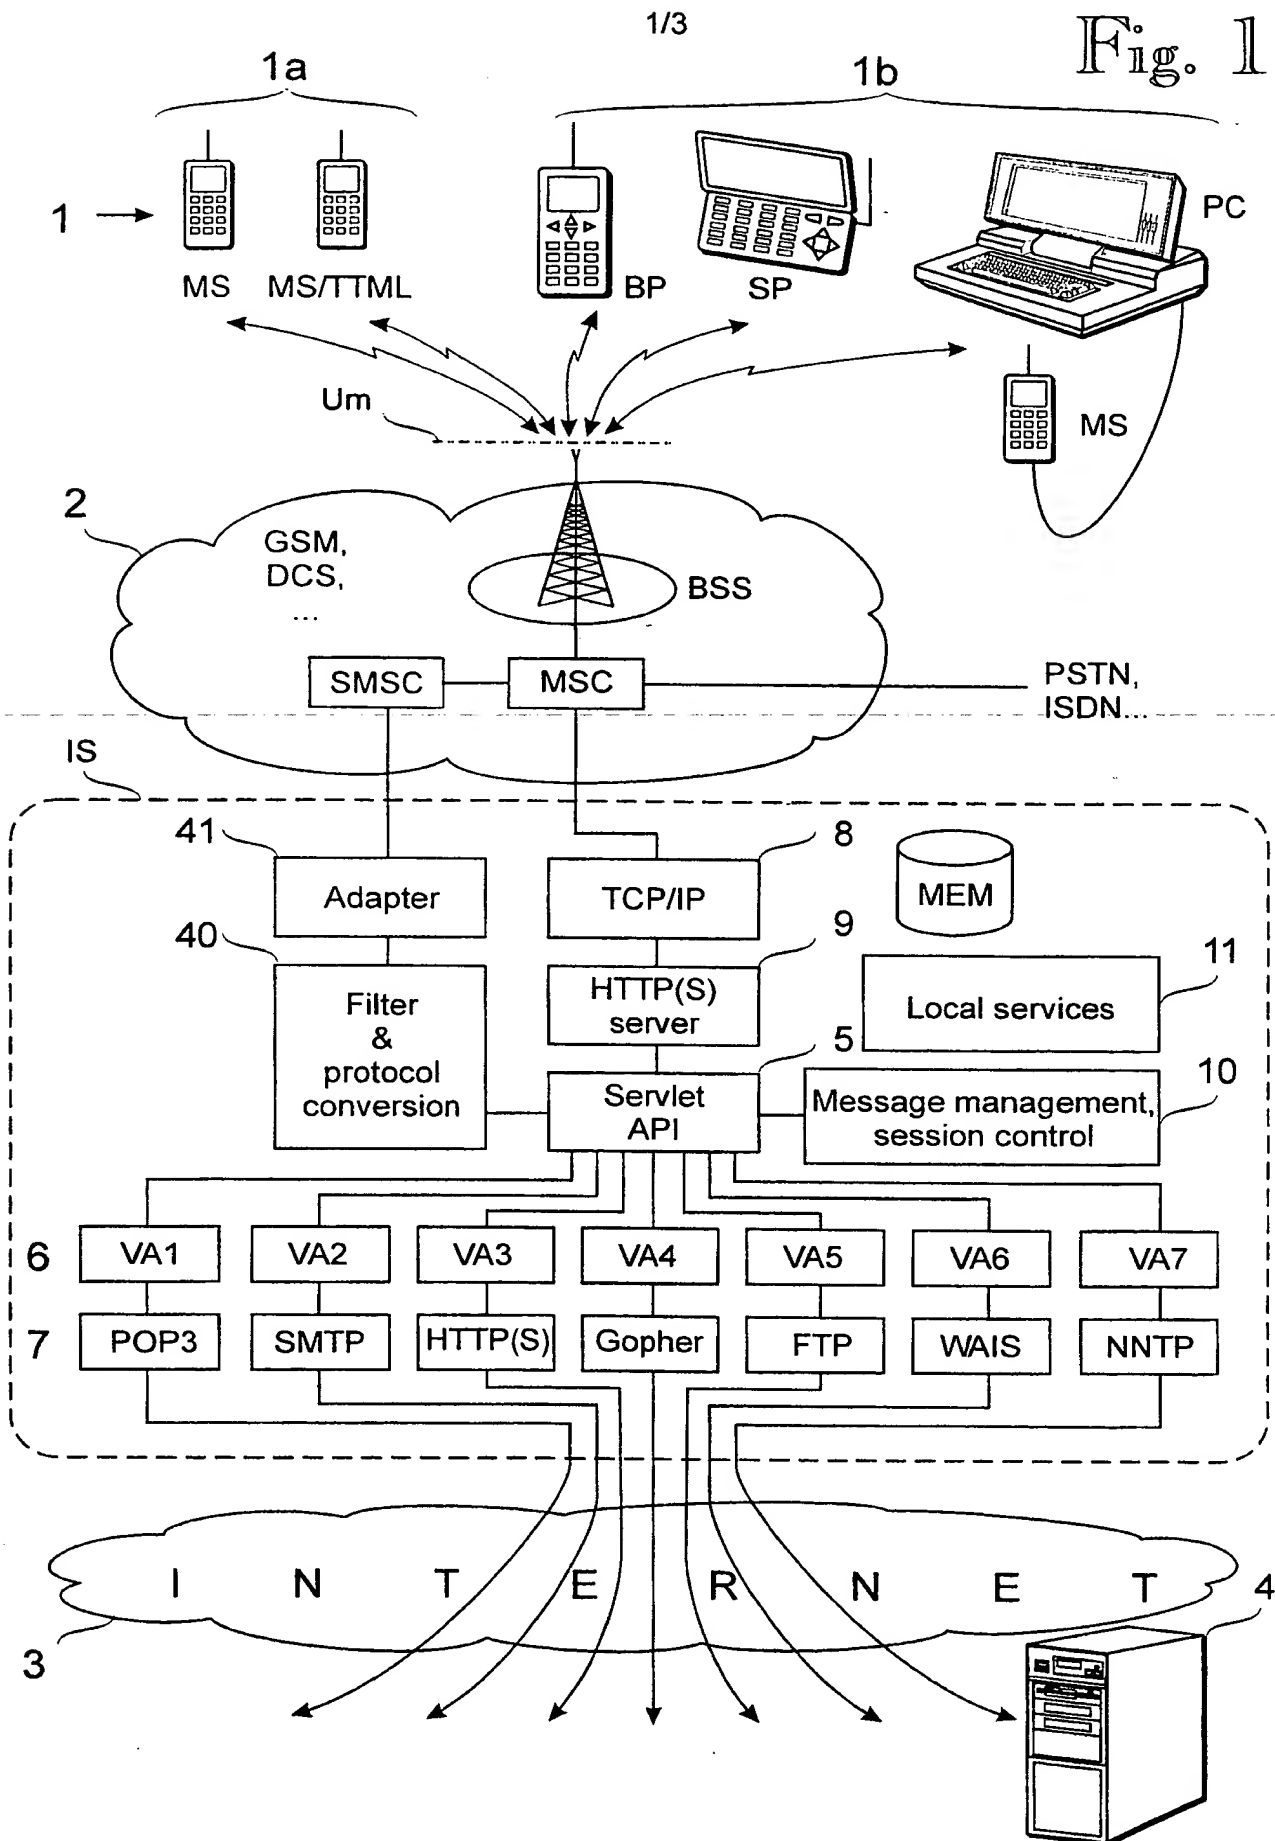 1/3
Fig. 1
1a
1b
1
MS
MS/TTML
BP
SP
PC
MS
Um
2
GSM,
DCS,
...
BSS
SMSC
MSC
PSTN,
ISDN...
IS
41
Adapter
8
TCP/IP
MEM
40
Filter
&
protocol
conversion
9
HTTP(S)
server
11
Local services
5
Servlet
API
10
Message management,
session control
6
VA1
VA2
VA3
VA4
VA5
VA6
VA7
7
POP3
SMTP
HTTP(S)
Gopher
FTP
WAIS
NNTP
I N T E R N E T
3
4